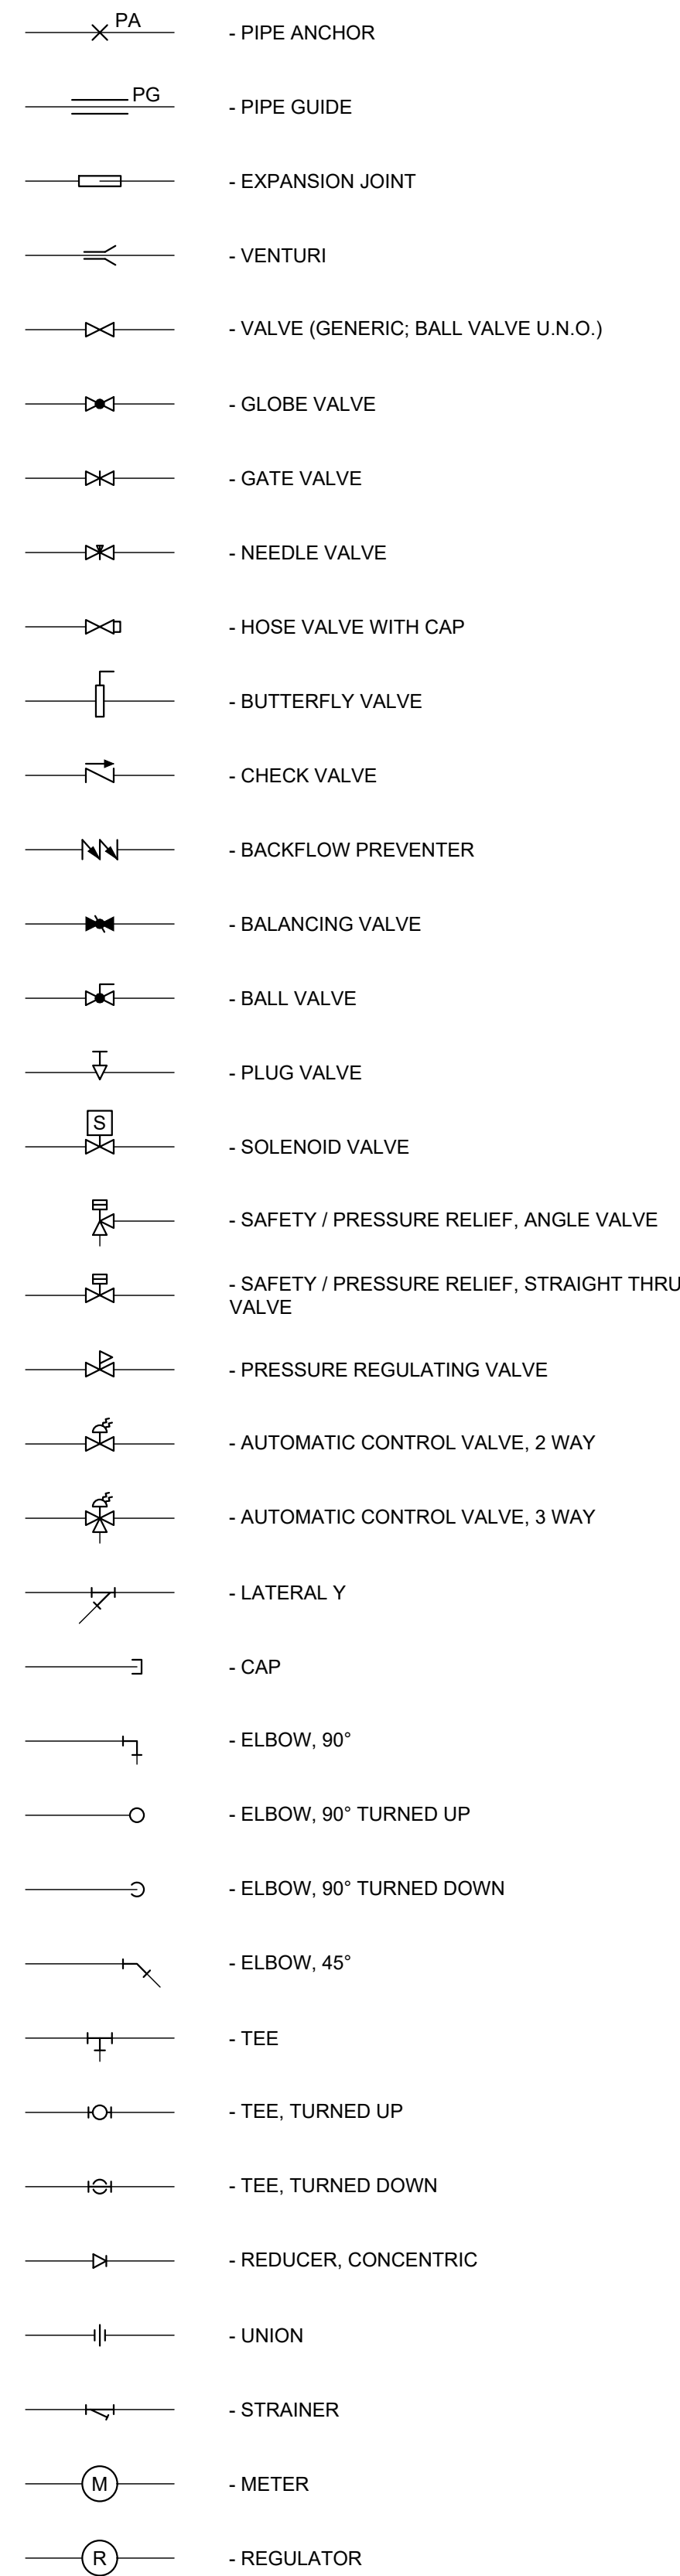 PA
- PIPE ANCHOR
PG
- PIPE GUIDE
- EXPANSION JOINT
- VENTURI
- VALVE (GENERIC; BALL VALVE U.N.O.)
- GLOBE VALVE
- GATE VALVE
- NEEDLE VALVE
- HOSE VALVE WITH CAP
- BUTTERFLY VALVE
- CHECK VALVE
- BACKFLOW PREVENTER
- BALANCING VALVE
- BALL VALVE
- PLUG VALVE
S
- SOLENOID VALVE
- SAFETY / PRESSURE RELIEF, ANGLE VALVE
- SAFETY / PRESSURE RELIEF, STRAIGHT THRU
VALVE
- PRESSURE REGULATING VALVE
- AUTOMATIC CONTROL VALVE, 2 WAY
- AUTOMATIC CONTROL VALVE, 3 WAY
- LATERAL Y
- CAP
- ELBOW, 90°
- ELBOW, 90° TURNED UP
- ELBOW, 90° TURNED DOWN
- ELBOW, 45°
- TEE
- TEE, TURNED UP
- TEE, TURNED DOWN
- REDUCER, CONCENTRIC
- UNION
- STRAINER
M
- METER
R
- REGULATOR